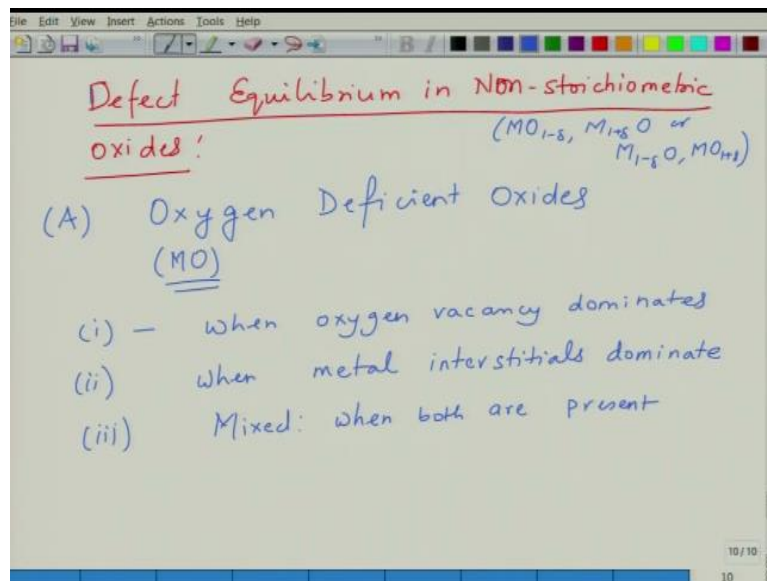 File Edit View Insert Actions Tools Help
B I
Defect Equilibrium in Non-stoichiometric
oxides!
(MO1-δ, M1+δO or
M1-δO, MO1+δ)
(A) Oxygen Deficient Oxides
(MO)
(i) - when oxygen vacancy dominates
(ii) when metal interstitials dominate
(iii) Mixed: when both are present
10/10
10